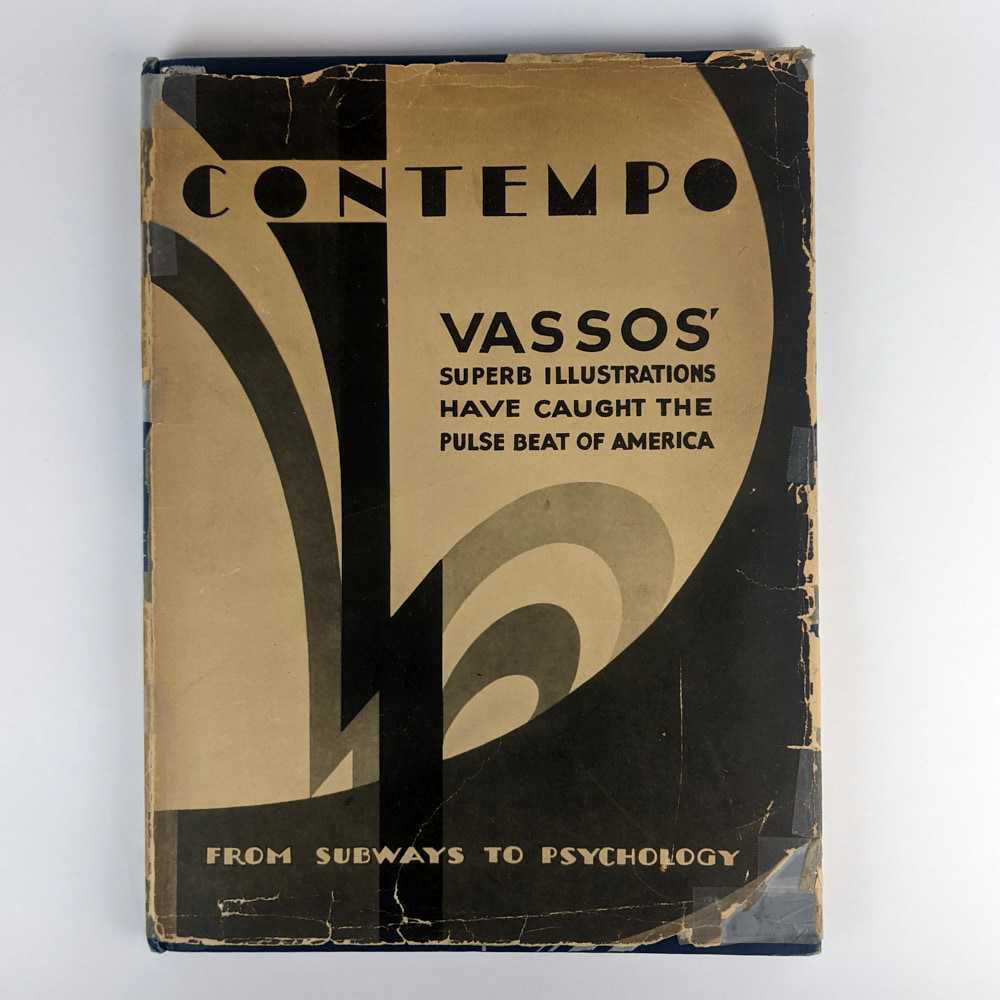 CONTEMPO
VASSOS'
SUPERB ILLUSTRATIONS
HAVE CAUGHT THE
PULSE BEAT OF AMERICA
FROM SUBWAYS TO PSYCHOLOGY